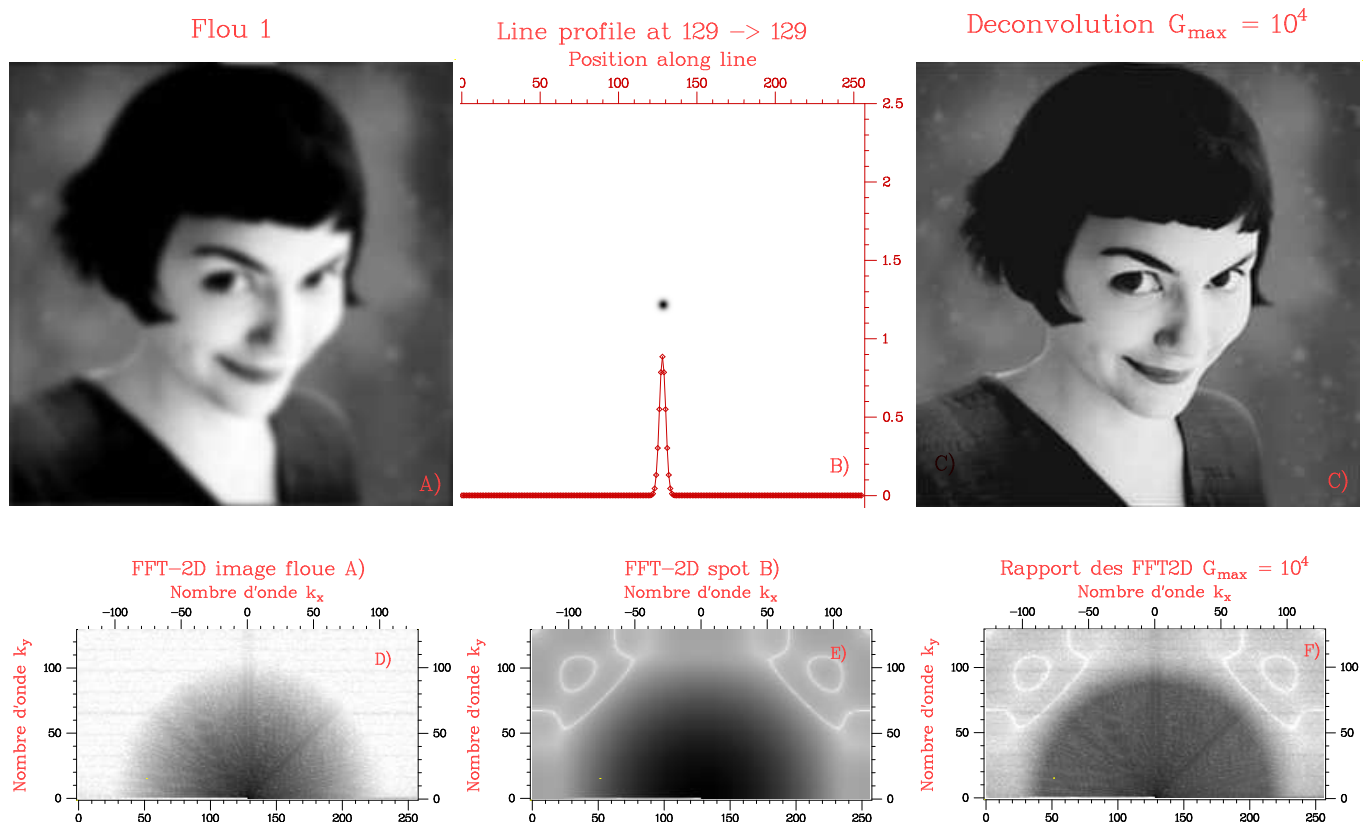 Flou 1
Line profile at 129 -> 129
Deconvolution G_max = 10^4
Position along line
0 50 100 150 200 250
2.5
2
1.5
1
0.5
0
A)
B)
C)
C)
FFT-2D image floue A)
Nombre d'onde k_x
-100 -50 0 50 100
Nombre d'onde k_y
100 100
50 50
0 0
0 50 100 150 200 250
D)
FFT-2D spot B)
Nombre d'onde k_x
-100 -50 0 50 100
Nombre d'onde k_y
100 100
50 50
0 0
0 50 100 150 200 250
E)
Rapport des FFT2D G_max = 10^4
Nombre d'onde k_x
-100 -50 0 50 100
Nombre d'onde k_y
100 100
50 50
0 0
0 50 100 150 200 250
F)